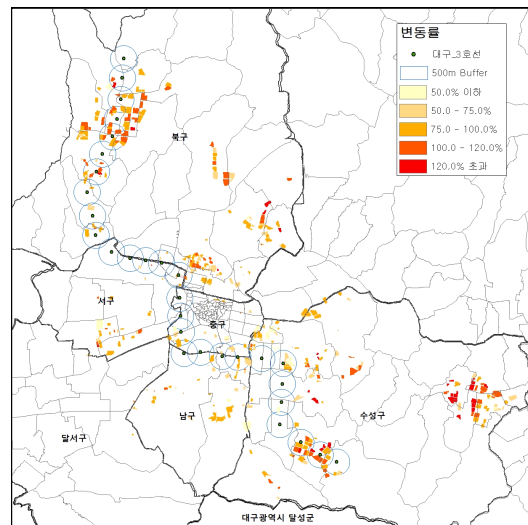 변동률
대구_3호선
500m Buffer
50.0% 이하
50.0 - 75.0%
75.0 - 100.0%
100.0 - 120.0%
120.0% 초과
북구
서구
중구
남구
수성구
달서구
대구광역시 달성군